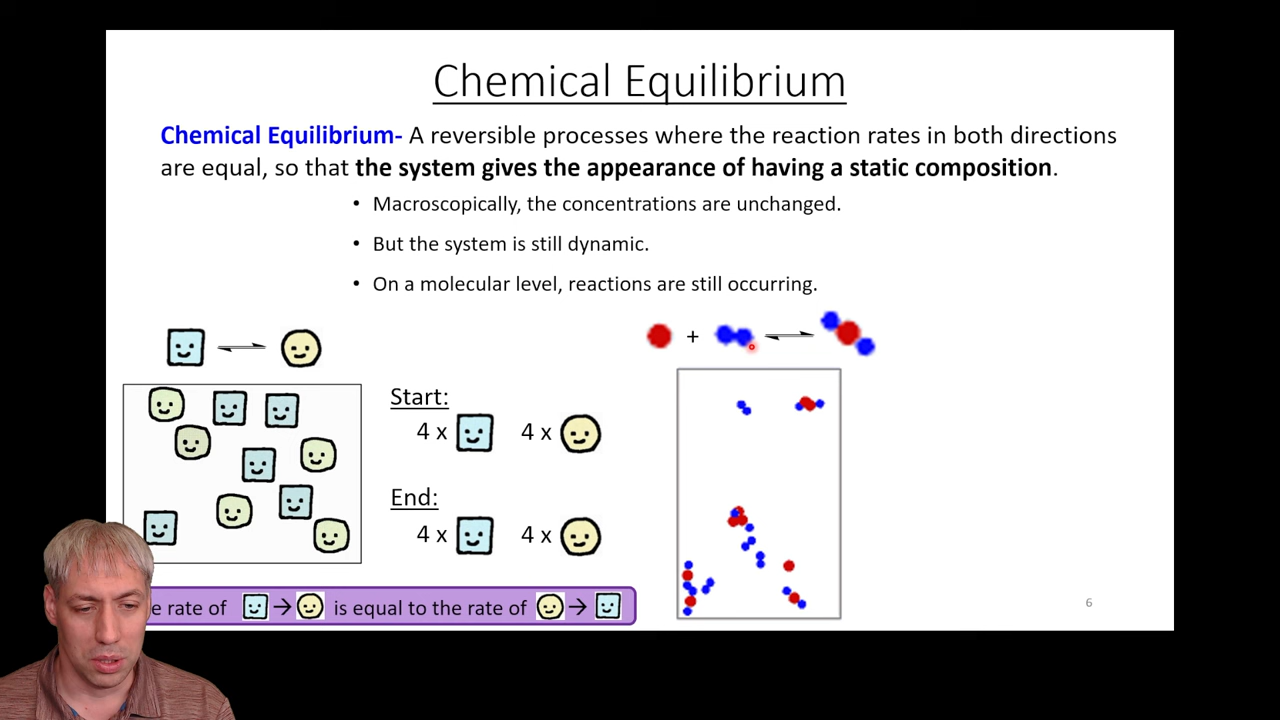 Chemical Equilibrium
Chemical Equilibrium- A reversible processes where the reaction rates in both directions
are equal, so that the system gives the appearance of having a static composition.
• Macroscopically, the concentrations are unchanged.
• But the system is still dynamic.
• On a molecular level, reactions are still occurring.
+
Start:
4 x 4 x
End:
4 x 4 x
rate of → is equal to the rate of →
6